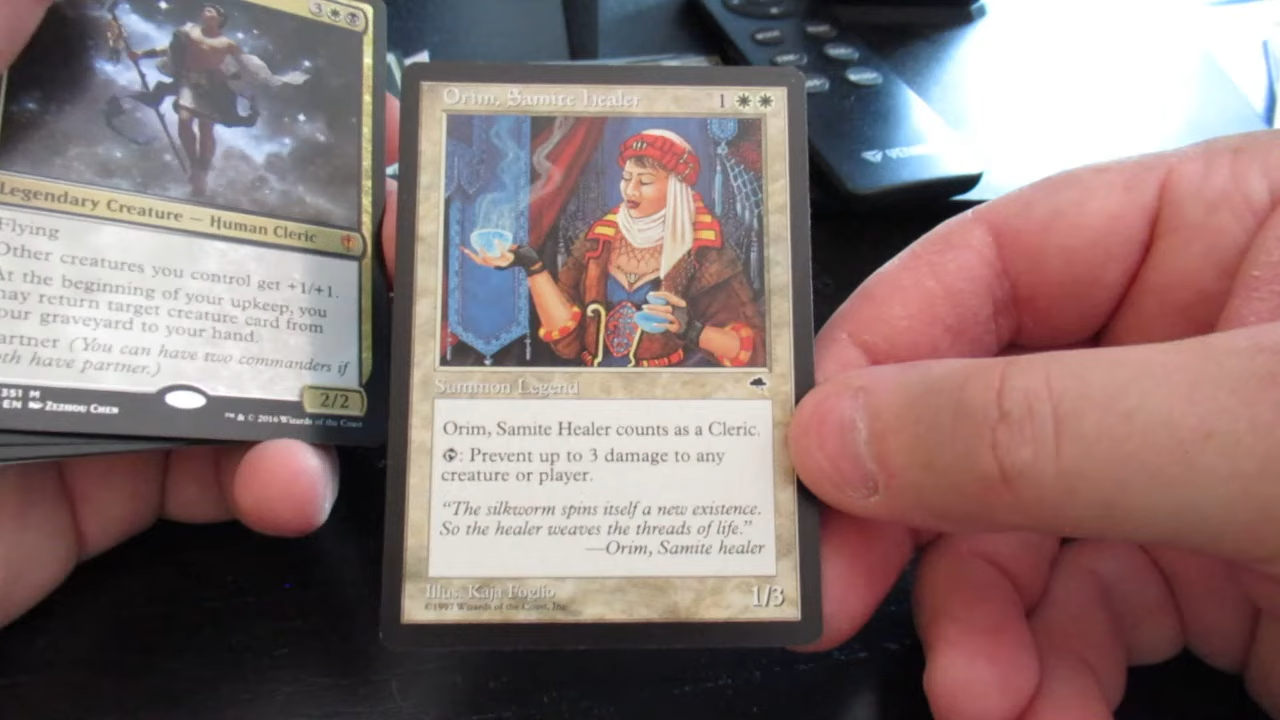 3
Legendary Creature — Human Cleric
Flying
Other creatures you control get +1/+1.
At the beginning of your upkeep, you
may return target creature card from
our graveyard to your hand.
artner (You can have two commanders if
oth have partner.)
351 M
EN Zezhou Chen
™ & © 2016 Wizards of the Coast
2/2
Orim, Samite Healer
1
Summon Legend
Orim, Samite Healer counts as a Cleric.
: Prevent up to 3 damage to any
creature or player.
“The silkworm spins itself a new existence.
So the healer weaves the threads of life.”
—Orim, Samite healer
Illus. Kaja Foglio
©1997 Wizards of the Coast, Inc.
1/3